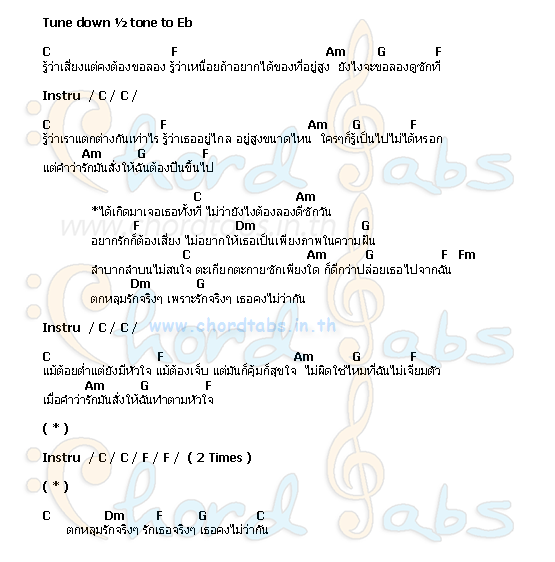 Tune down ½ tone to Eb
C F Am G F
รู้ว่าเสี่ยงแต่คงต้องขอลอง รู้ว่าเหนื่อยถ้าอยากได้ของที่อยู่สูง ยังไงจะขอลองดูซักที
Instru / C / C /
C F Am G F
รู้ว่าเราแตกต่างกันเท่าไร รู้ว่าเธออยู่ไกล อยู่สูงขนาดไหน ใครๆก็รู้เป็นไปไม่ได้หรอก
Am G F
แต่คำว่ารักมันสั่งให้ฉันต้องปีนขึ้นไป
C Am
*ได้เกิดมาเจอเธอทั้งที ไม่ว่ายังไงต้องลองดีซักวัน
F Dm G
อยากรักก็ต้องเสี่ยง ไม่อยากให้เธอเป็นเพียงภาพในความฝัน
www.chordtabs.in.th
C Am G F Fm
ลำบากลำบนไม่สนใจ ตะเกียกตะกายซักเพียงใด ก็ดีกว่าปล่อยเธอไปจากฉัน
Dm G
ตกหลุมรักจริงๆ เพราะรักจริงๆ เธอคงไม่ว่ากัน
Instru / C / C /
www.chordtabs.in.th
C F Am G F
แม้ต้อยต่ำแต่ยังมีหัวใจ แม้ต้องเจ็บ แต่มันก็คุ้มก็สุขใจ ไม่ผิดใช่ไหมที่ฉันไม่เจียมตัว
Am G F
เมื่อคำว่ารักมันสั่งให้ฉันทำตามหัวใจ
( * )
Instru / C / C / F / F / ( 2 Times )
( * )
C Dm F G C
ตกหลุมรักจริงๆ รักเธอจริงๆ เธอคงไม่ว่ากัน